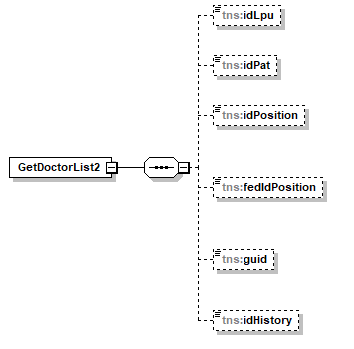 tns:idLpu
tns:idPat
tns:idPosition
GetDoctorList2
tns:fedIdPosition
tns:guid
tns:idHistory